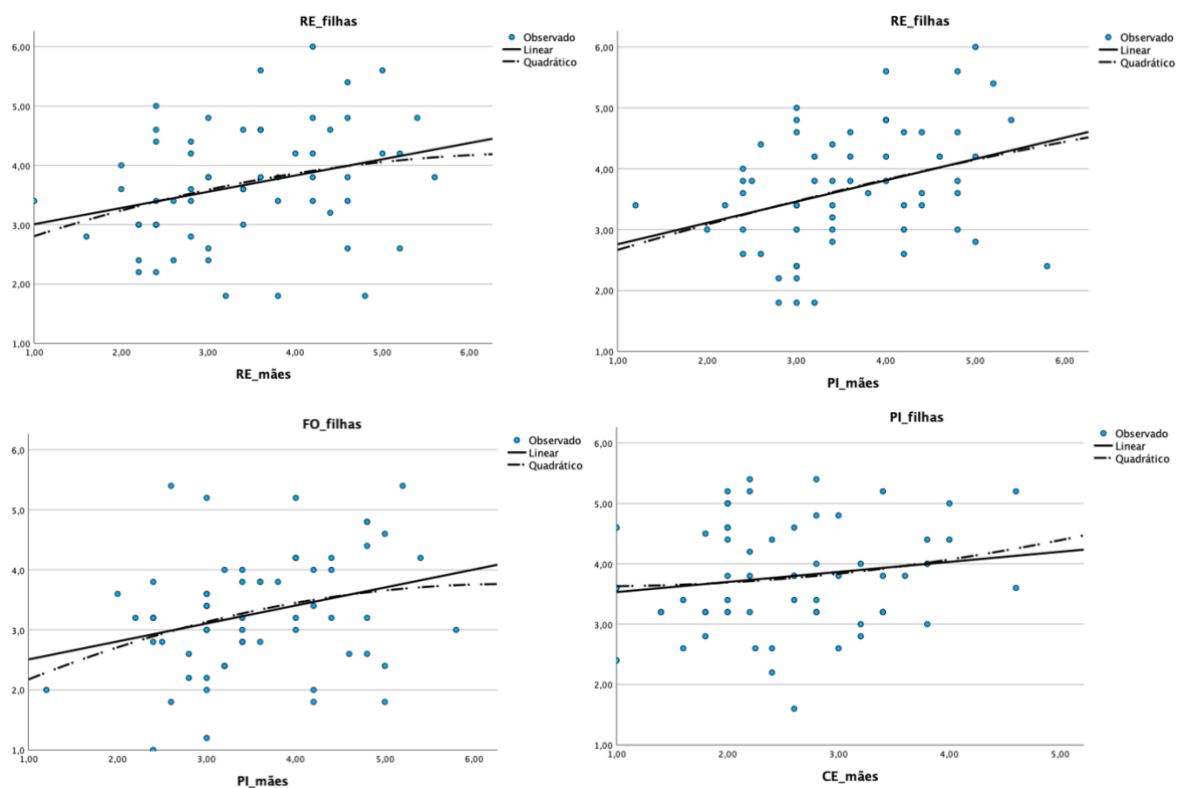 RE_filhas
Observado
Linear
Quadrático
6,00
5,00
4,00
3,00
2,00
1,00
1,00 2,00 3,00 4,00 5,00 6,00
RE_mães
RE_filhas
Observado
Linear
Quadrático
6,00
5,00
4,00
3,00
2,00
1,00
1,00 2,00 3,00 4,00 5,00 6,00
PI_mães
FO_filhas
Observado
Linear
Quadrático
6,0
5,0
4,0
3,0
2,0
1,0
1,00 2,00 3,00 4,00 5,00 6,00
PI_mães
PI_filhas
Observado
Linear
Quadrático
6,00
5,00
4,00
3,00
2,00
1,00
1,00 2,00 3,00 4,00 5,00
CE_mães